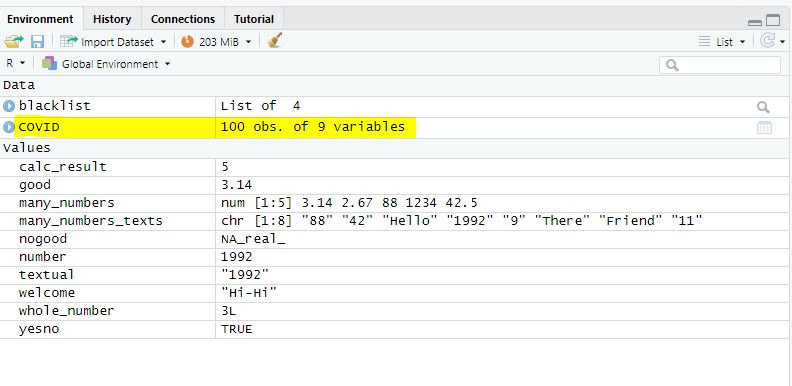 Environment History Connections Tutorial
Import Dataset 203 MiB List
R Global Environment
Data
blacklist List of 4
COVID 100 obs. of 9 variables
Values
calc_result 5
good 3.14
many_numbers num [1:5] 3.14 2.67 88 1234 42.5
many_numbers_texts chr [1:8] "88" "42" "Hello" "1992" "9" "There" "Friend" "11"
nogood NA_real_
number 1992
textual "1992"
welcome "Hi-Hi"
whole_number 3L
yesno TRUE